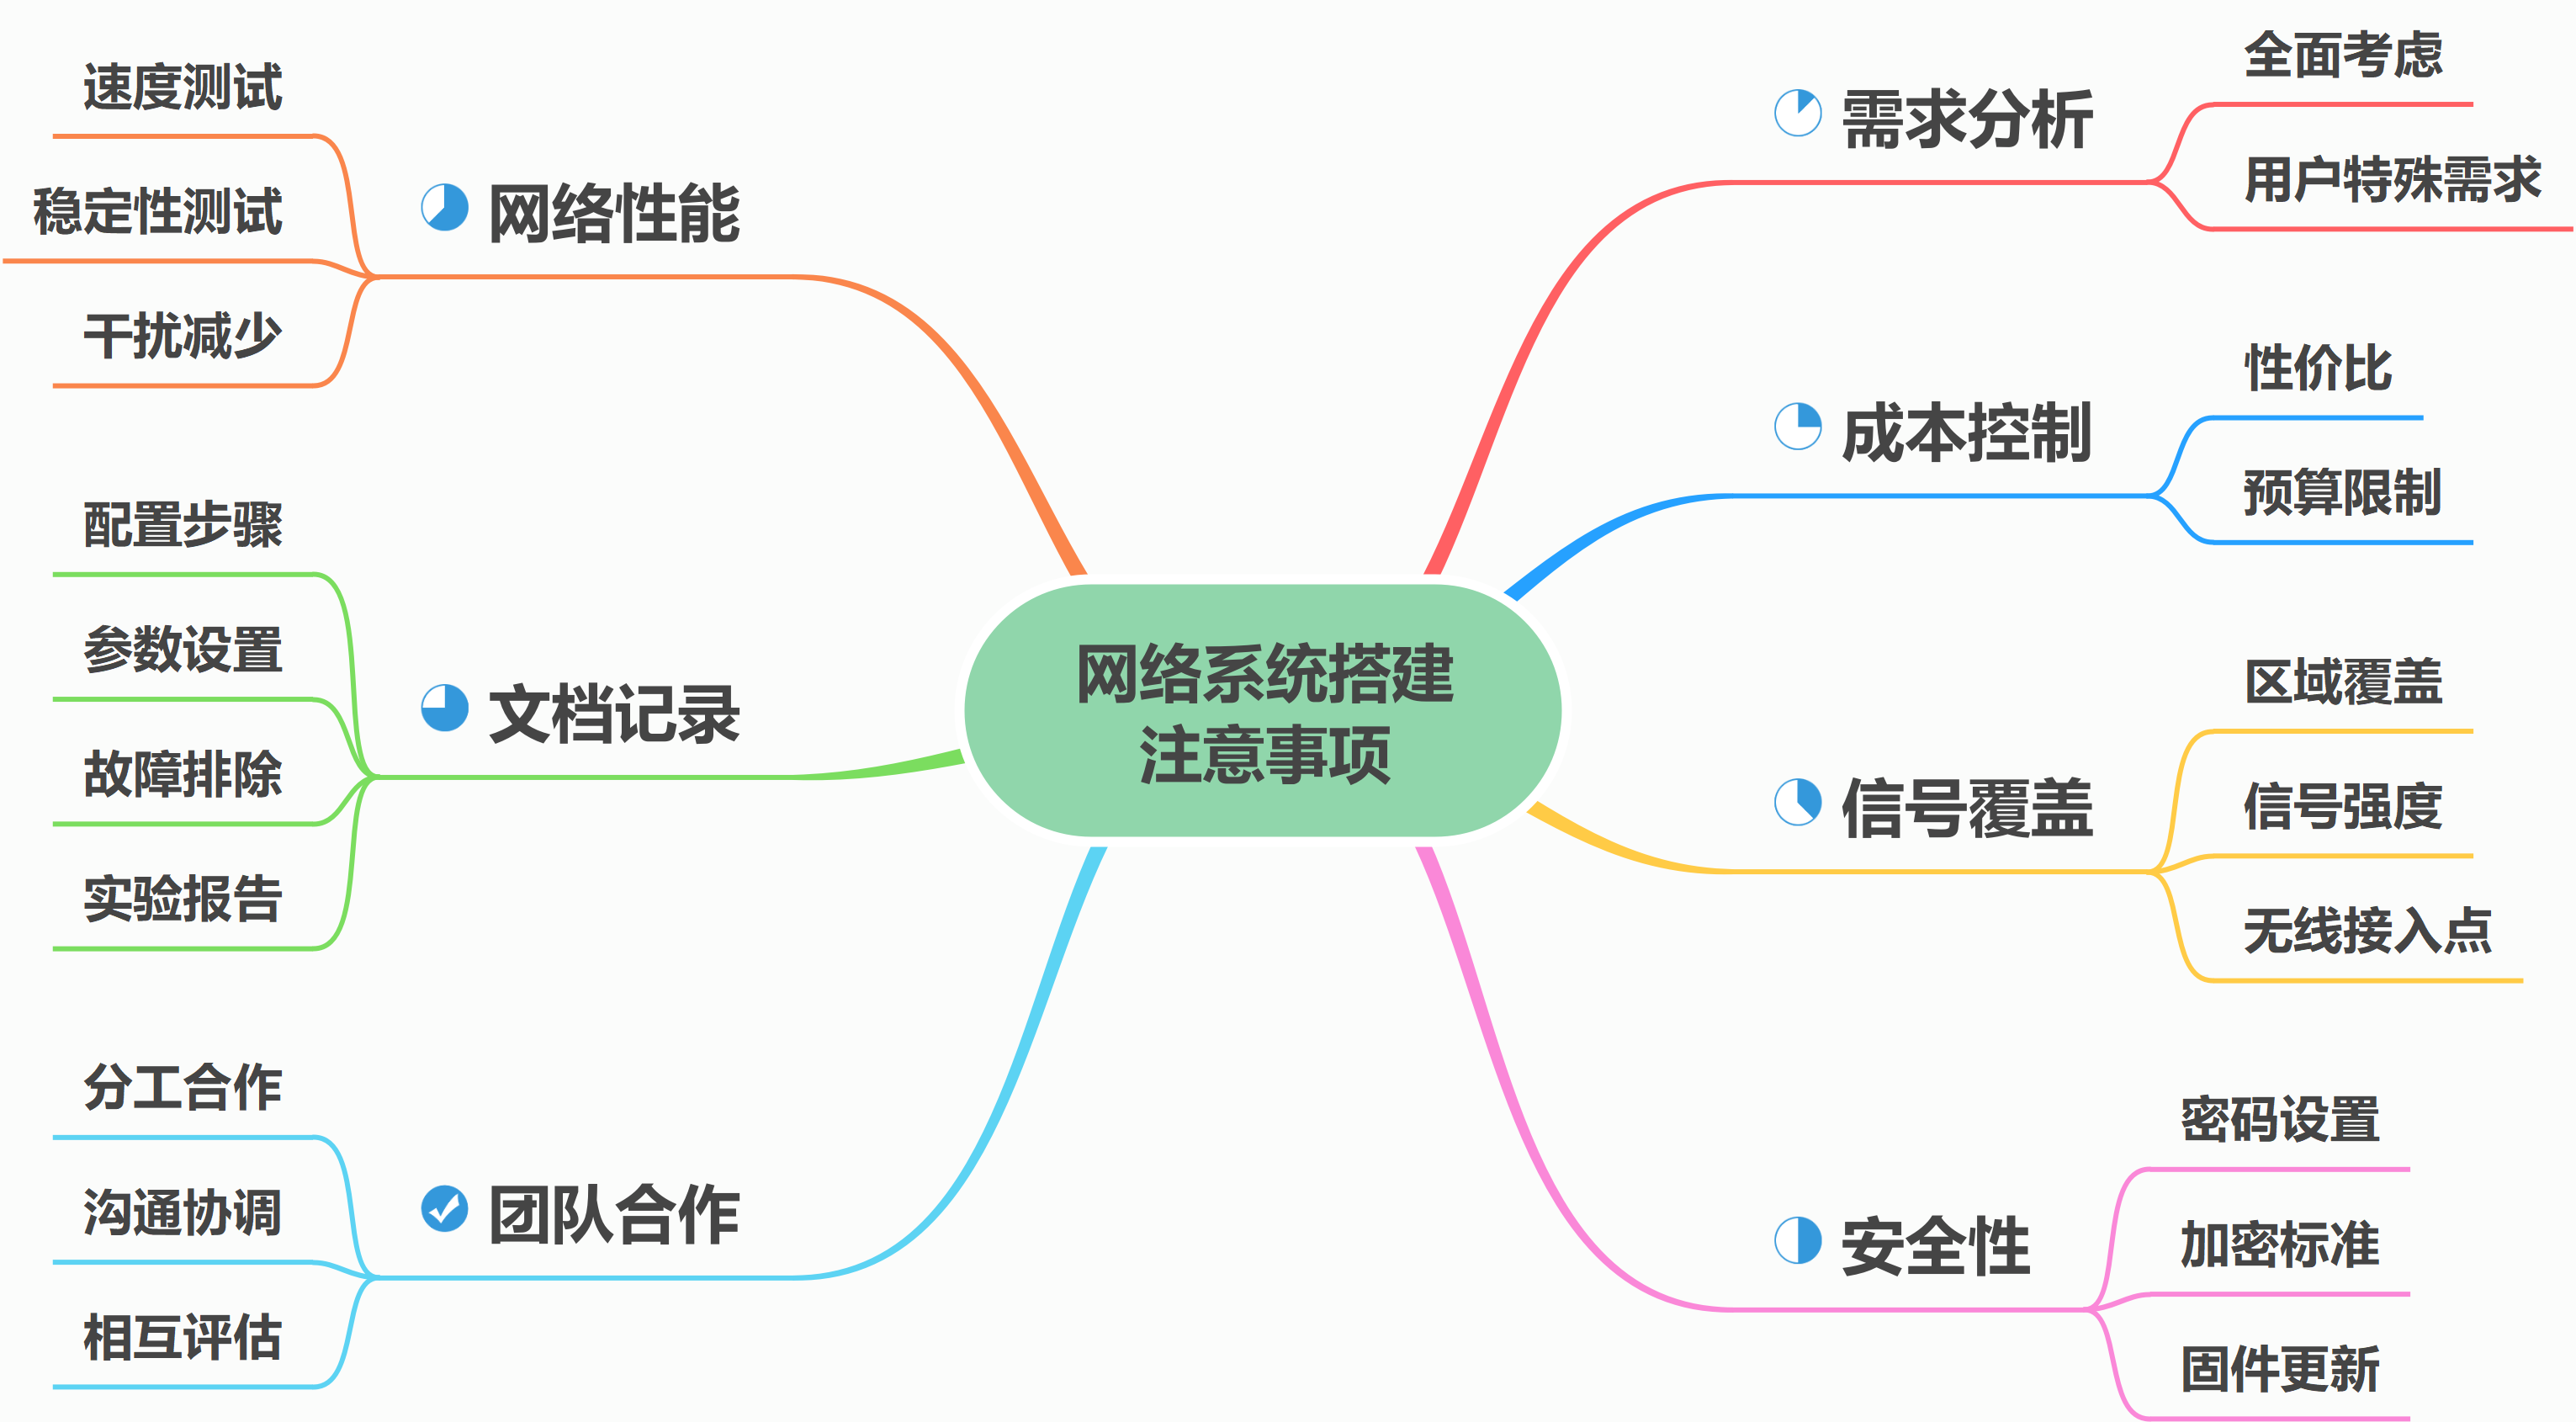 网络系统搭建
注意事项
需求分析
全面考虑
用户特殊需求
成本控制
性价比
预算限制
信号覆盖
区域覆盖
信号强度
无线接入点
安全性
密码设置
加密标准
固件更新
网络性能
速度测试
稳定性测试
干扰减少
文档记录
配置步骤
参数设置
故障排除
实验报告
团队合作
分工合作
沟通协调
相互评估